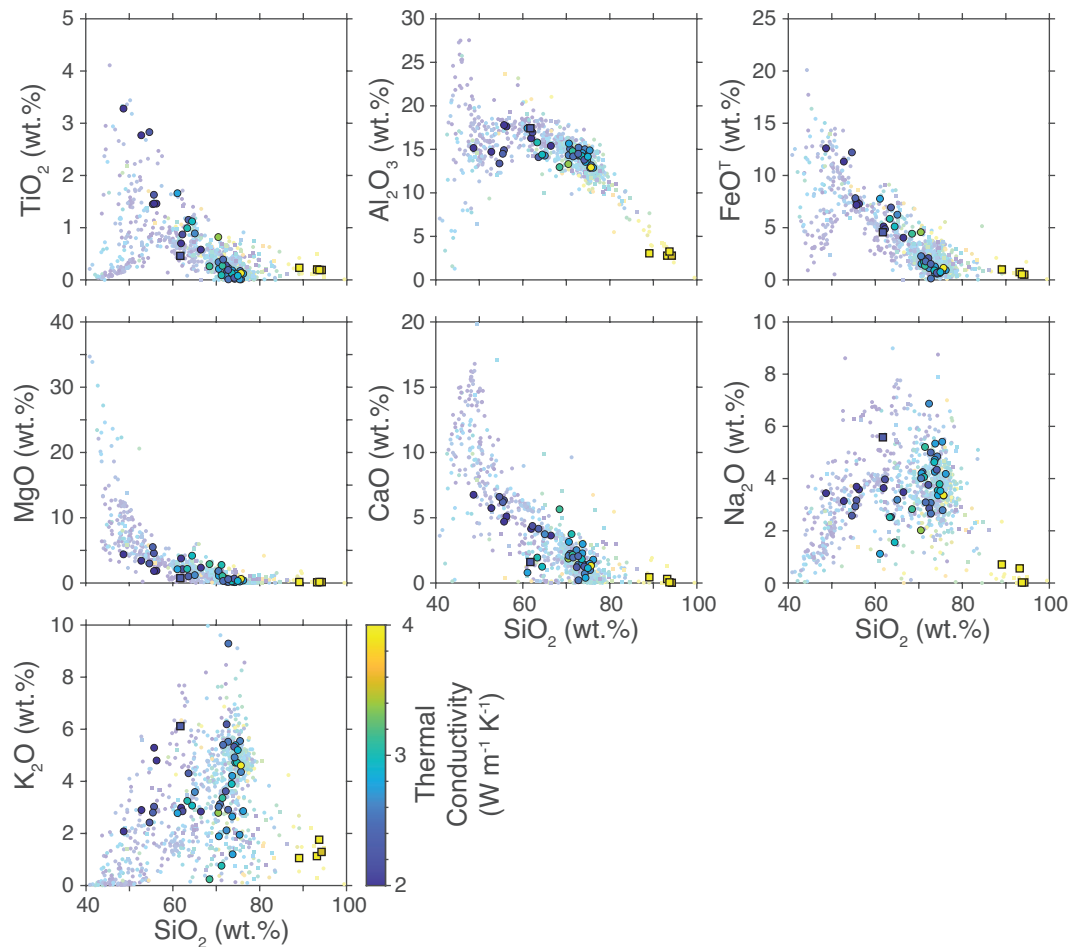 5
4
3
2
1
0
TiO₂ (wt.%)
30
25
20
15
10
5
0
Al₂O₃ (wt.%)
25
20
15
10
5
0
FeOᵀ (wt.%)
40
30
20
10
0
MgO (wt.%)
20
15
10
5
0
CaO (wt.%)
40 60 80 100
SiO₂ (wt.%)
10
8
6
4
2
0
Na₂O (wt.%)
40 60 80 100
SiO₂ (wt.%)
10
8
6
4
2
0
K₂O (wt.%)
40 60 80 100
SiO₂ (wt.%)
4
3
2
Thermal
Conductivity
(W m⁻¹ K⁻¹)